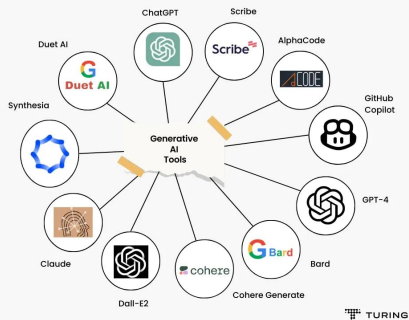 ChatGPT
Scribe
Duet AI
Scribe
AlphaCode
Duet AI
CODE
Synthesia
GitHub
Copilot
Generative
AI
Tools
GPT-4
Claude
Bard
Bard
cohere
Dall-E2
Cohere Generate
TURING